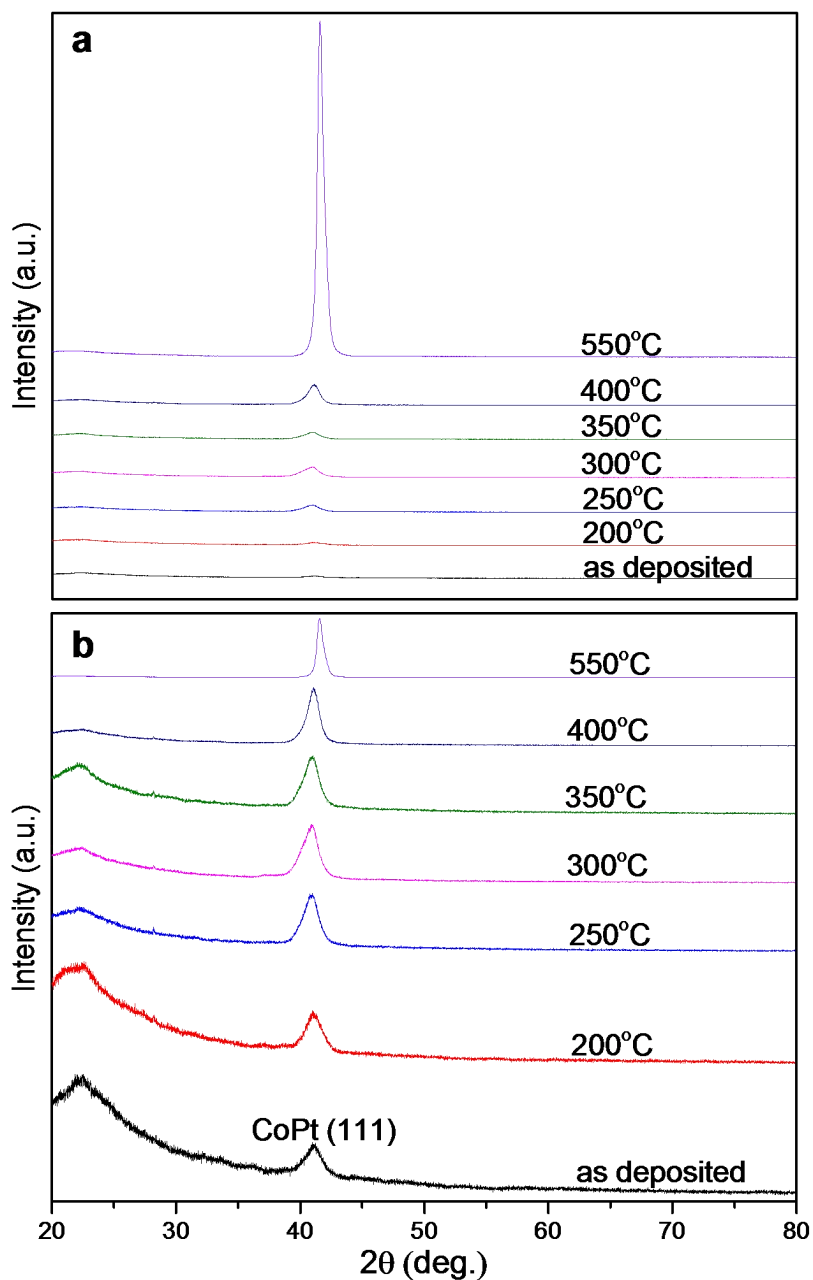 a
Intensity (a.u.)
550°C
400°C
350°C
300°C
250°C
200°C
as deposited
b
Intensity (a.u.)
550°C
400°C
350°C
300°C
250°C
200°C
CoPt (111)
as deposited
20 30 40 50 60 70 80
2θ (deg.)